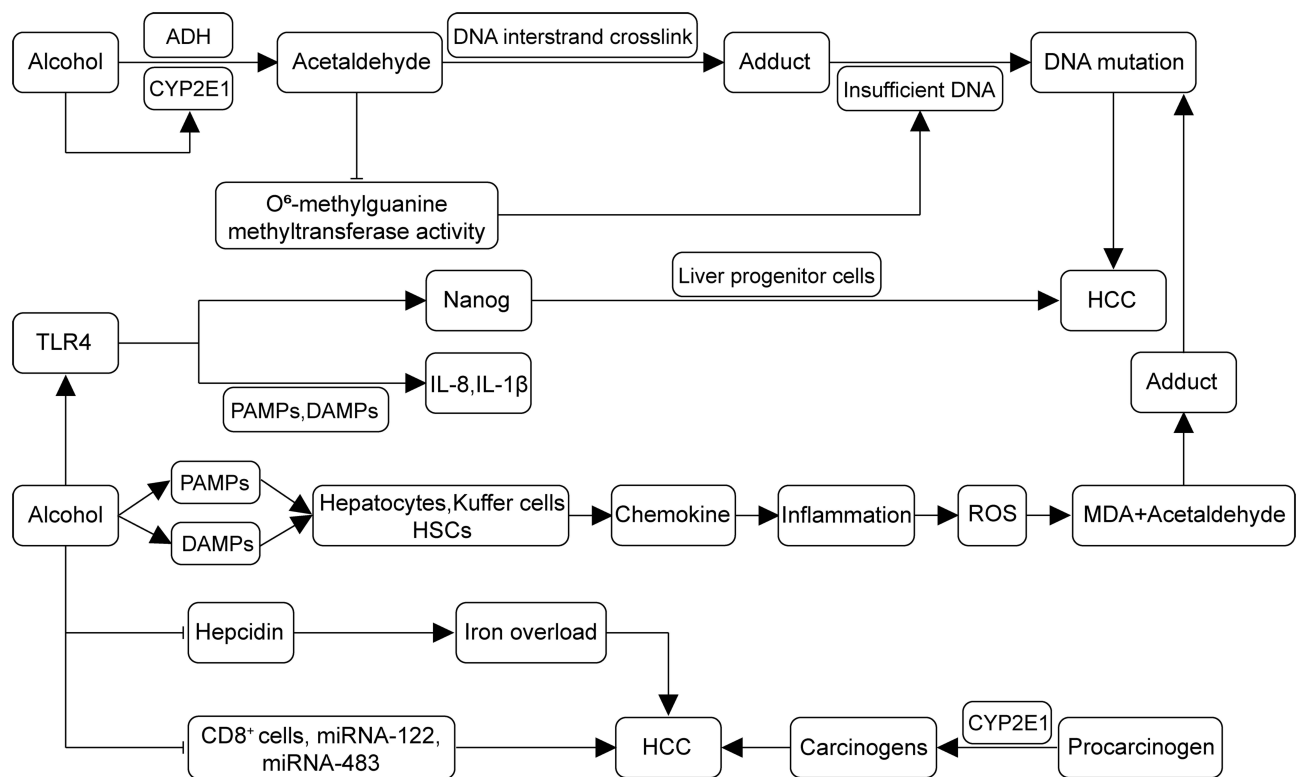 ADH
DNA interstrand crosslink
Alcohol
Acetaldehyde
Adduct
DNA mutation
CYP2E1
Insufficient DNA
O⁶-methylguanine
methyltransferase activity
Liver progenitor cells
Nanog
HCC
TLR4
IL-8,IL-1β
Adduct
PAMPs,DAMPs
PAMPs
Alcohol
Hepatocytes,Kuffer cells
HSCs
Chemokine
Inflammation
ROS
MDA+Acetaldehyde
DAMPs
Hepcidin
Iron overload
CD8⁺ cells, miRNA-122,
miRNA-483
HCC
Carcinogens
CYP2E1
Procarcinogen